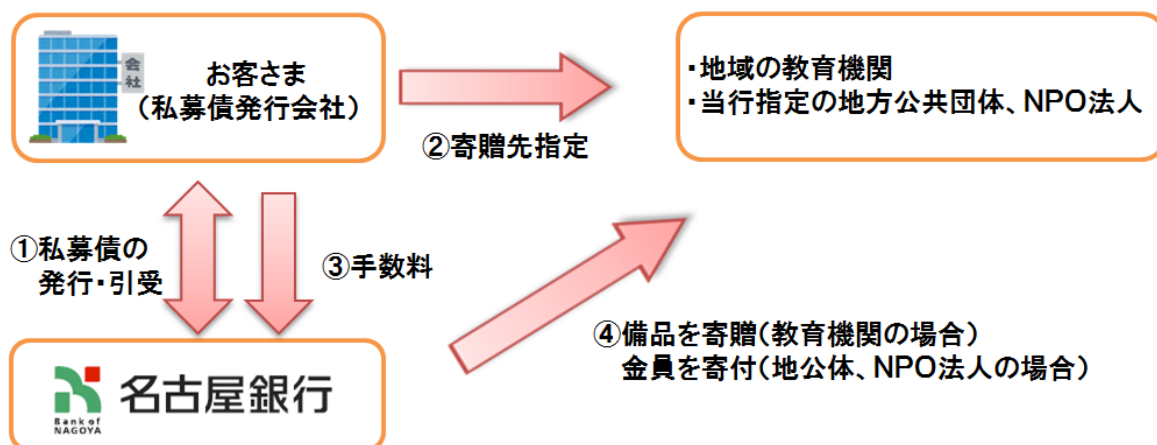 会社
お客さま
（私募債発行会社）
・地域の教育機関
・当行指定の地方公共団体、NPO法人
②寄贈先指定
①私募債の
発行・引受
③手数料
④備品を寄贈（教育機関の場合）
金員を寄付（地公体、NPO法人の場合）
名古屋銀行
Bank of
NAGOYA